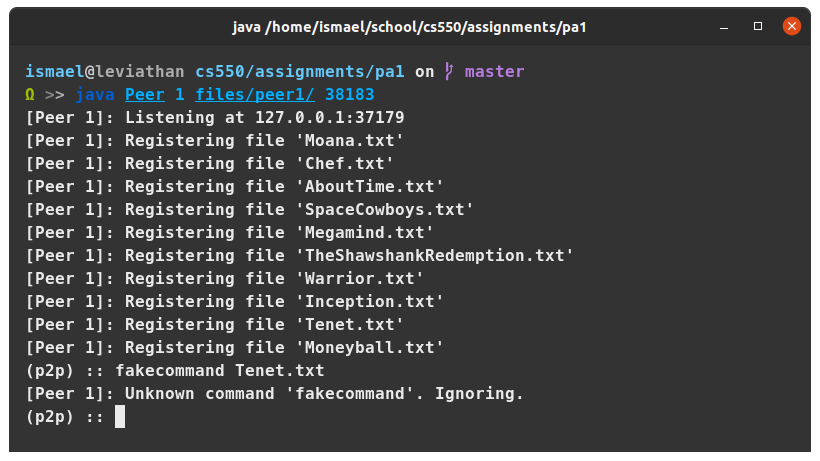 java /home/ismael/school/cs550/assignments/pa1
ismael@leviathan cs550/assignments/pa1 on master
Ω >> java Peer 1 files/peer1/ 38183
[Peer 1]: Listening at 127.0.0.1:37179
[Peer 1]: Registering file 'Moana.txt'
[Peer 1]: Registering file 'Chef.txt'
[Peer 1]: Registering file 'AboutTime.txt'
[Peer 1]: Registering file 'SpaceCowboys.txt'
[Peer 1]: Registering file 'Megamind.txt'
[Peer 1]: Registering file 'TheShawshankRedemption.txt'
[Peer 1]: Registering file 'Warrior.txt'
[Peer 1]: Registering file 'Inception.txt'
[Peer 1]: Registering file 'Tenet.txt'
[Peer 1]: Registering file 'Moneyball.txt'
(p2p) :: fakecommand Tenet.txt
[Peer 1]: Unknown command 'fakecommand'. Ignoring.
(p2p) ::